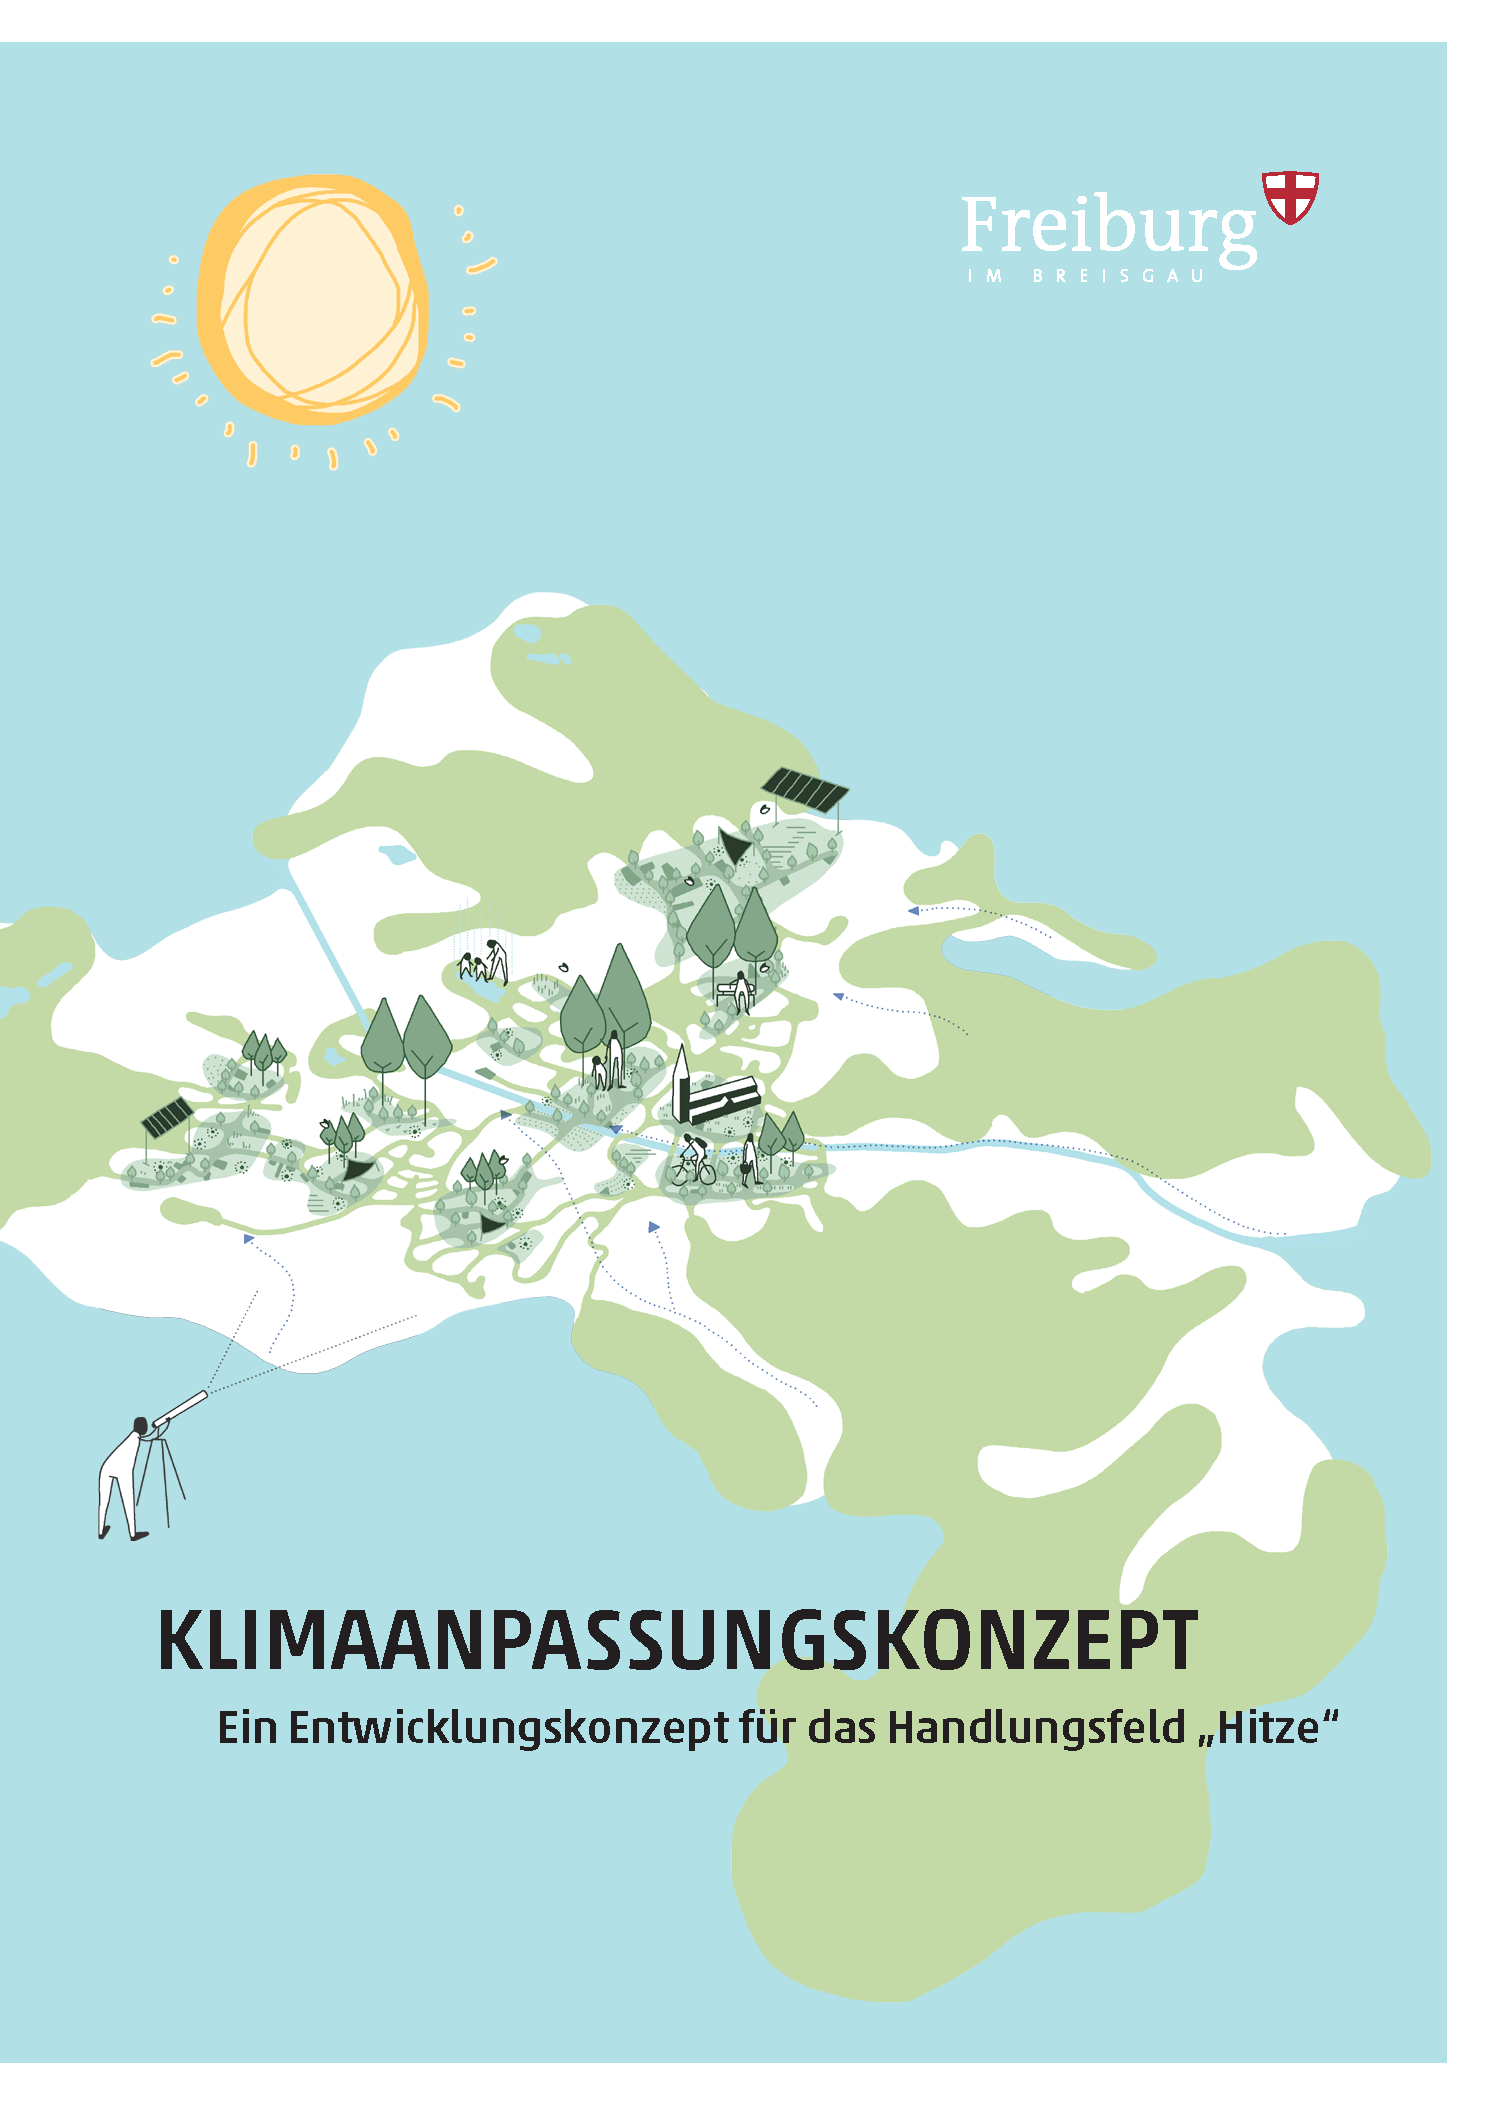 Freiburg
IM BREISGAU
KLIMAANPASSUNGSKONZEPT
Ein Entwicklungskonzept für das Handlungsfeld „Hitze“